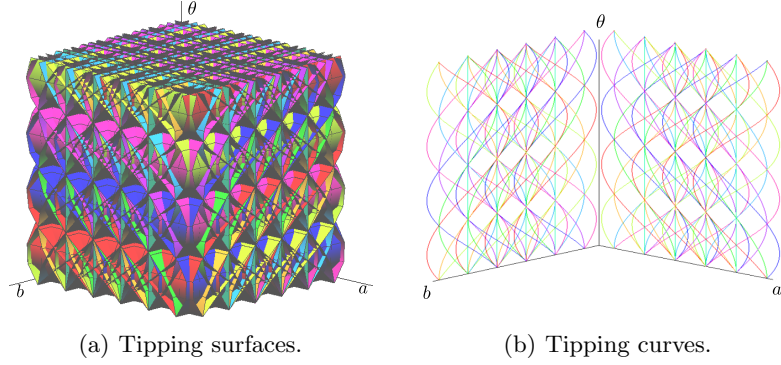 θ
θ
b
a
b
a
(a) Tipping surfaces.
(b) Tipping curves.